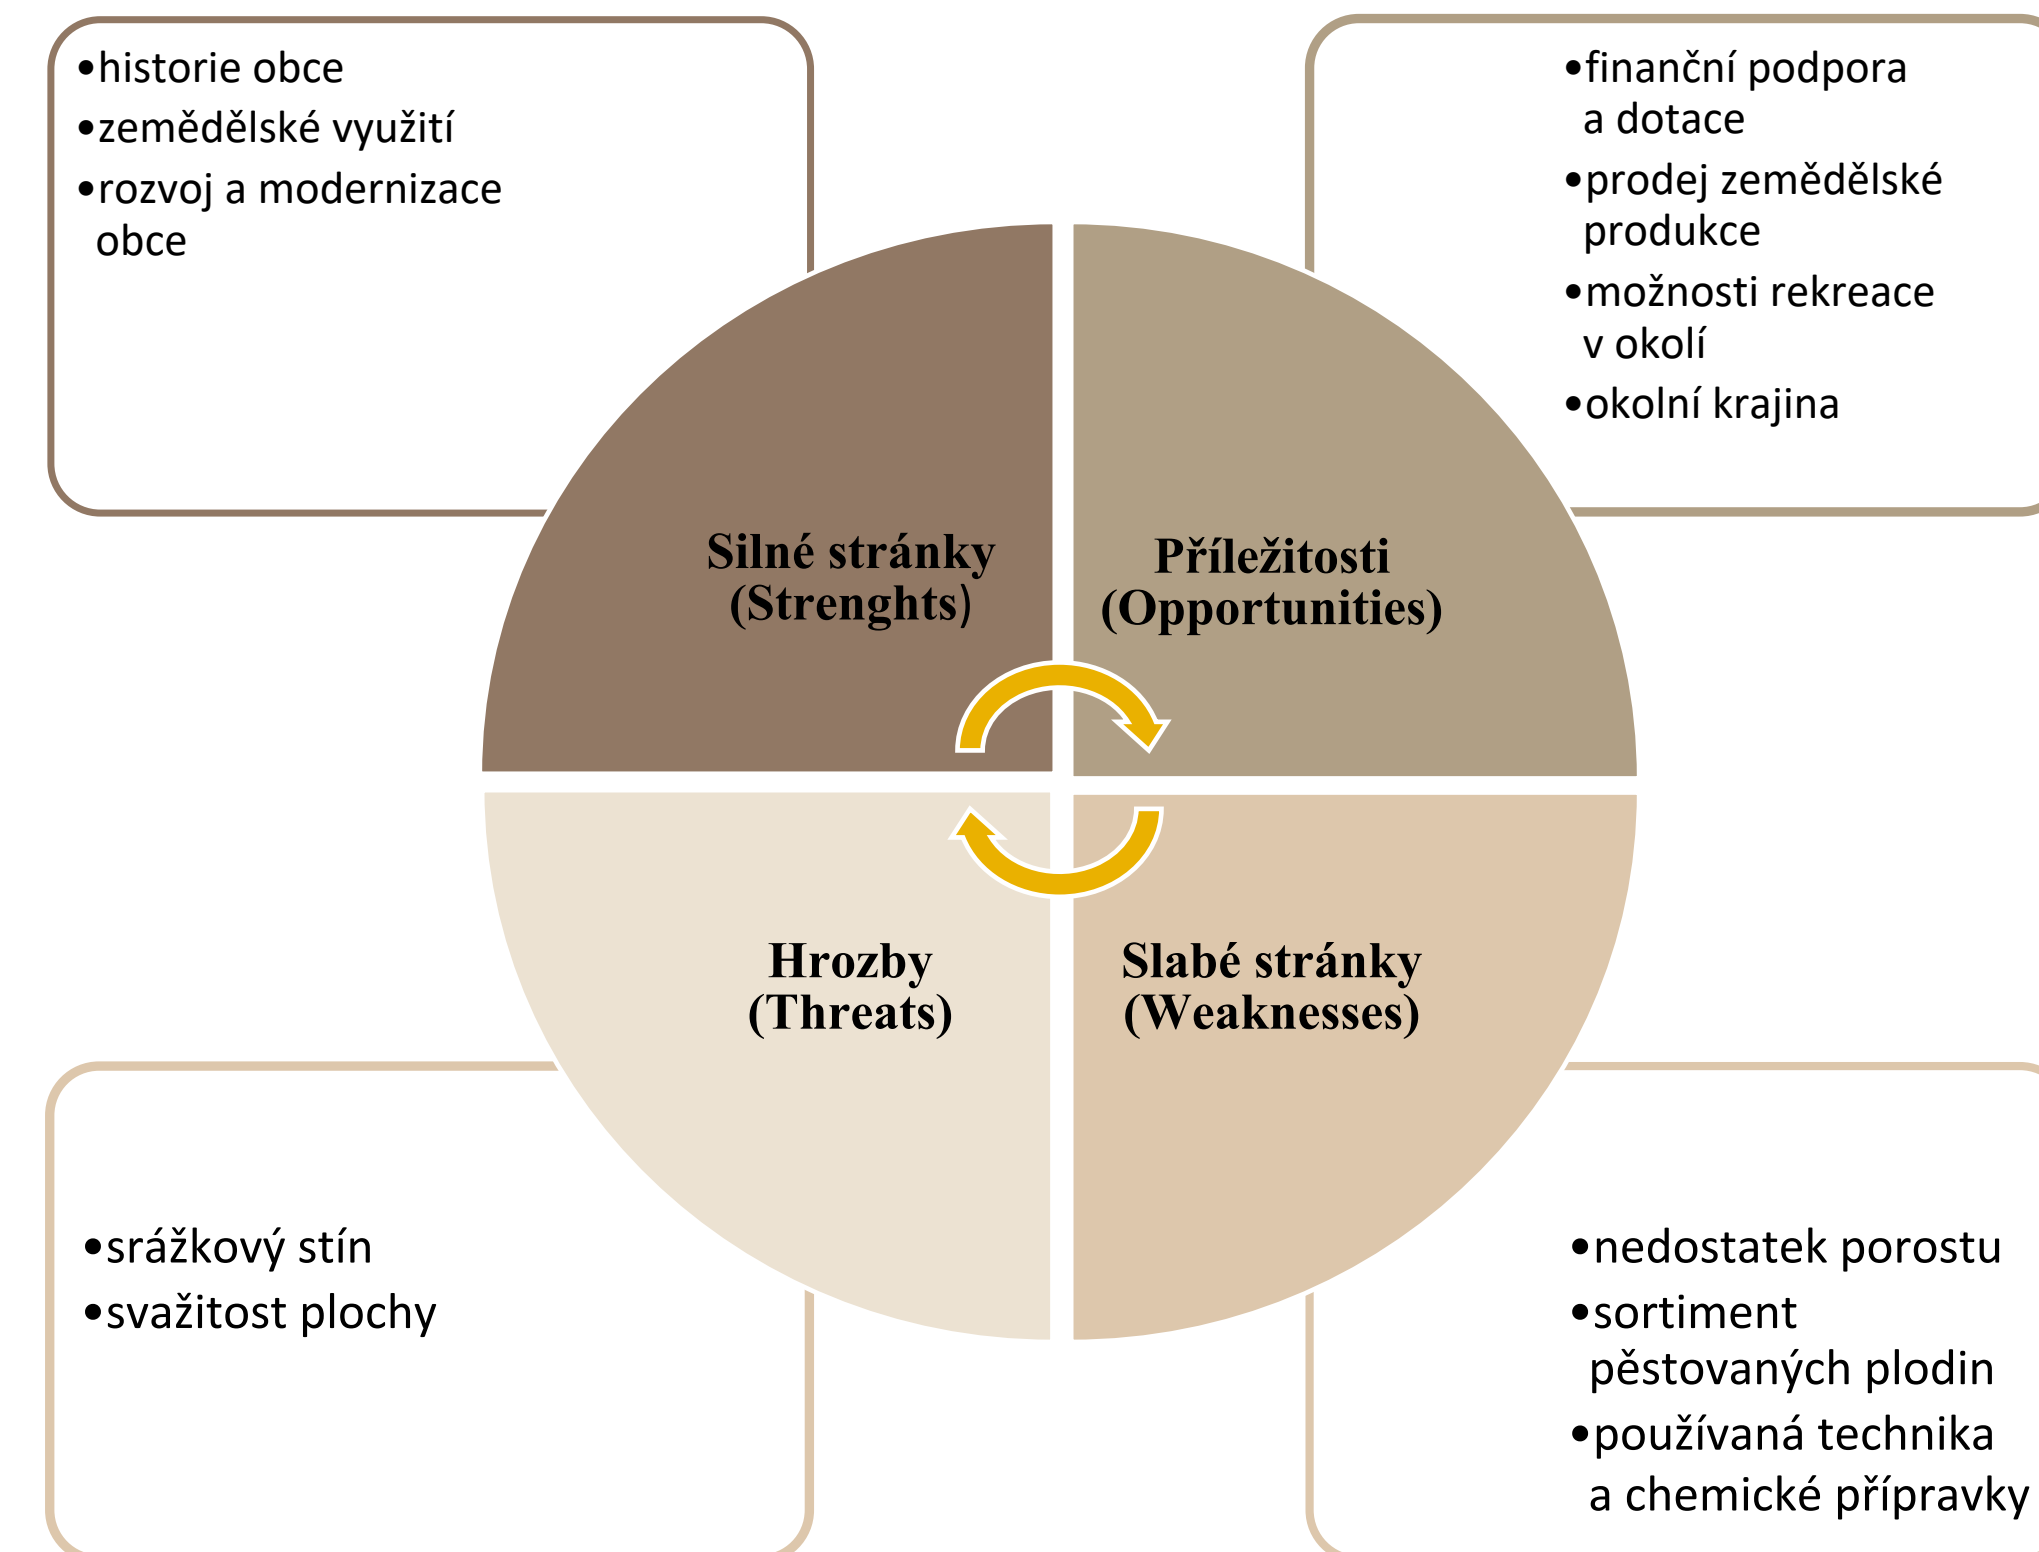 •historie obce
•zemědělské využití
•rozvoj a modernizace
obce
•finanční podpora
a dotace
•prodej zemědělské
produkce
•možnosti rekreace
v okolí
•okolní krajina
Silné stránky
(Strenghts)
Příležitosti
(Opportunities)
Hrozby
(Threats)
Slabé stránky
(Weaknesses)
•srážkový stín
•svažitost plochy
•nedostatek porostu
•sortiment
pěstovaných plodin
•používaná technika
a chemické přípravky